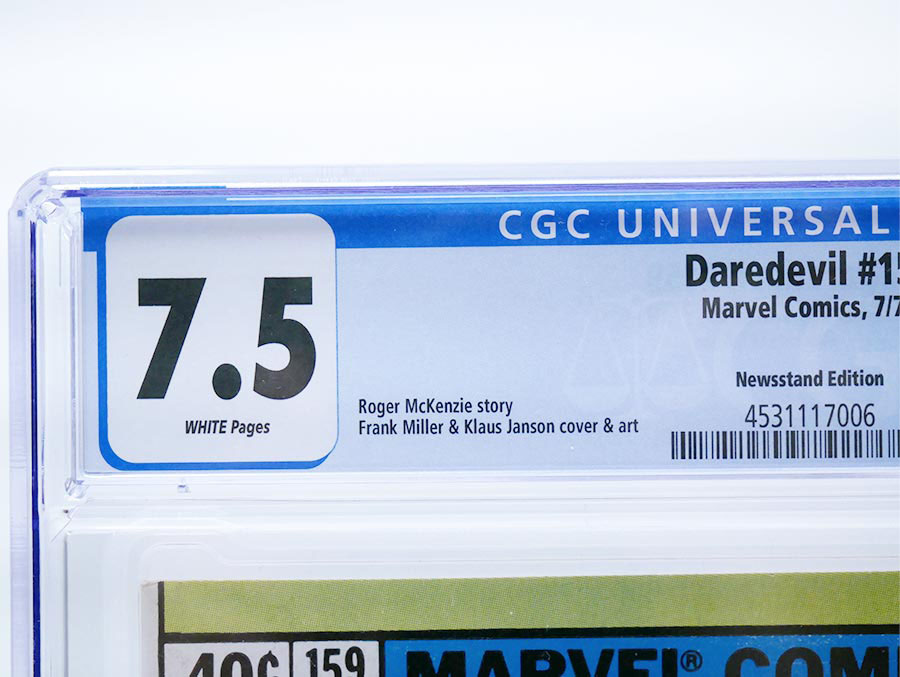 CGC UNIVERSAL
7.5
WHITE Pages
Daredevil #15
Marvel Comics, 7/7
Newsstand Edition
4531117006
Roger McKenzie story
Frank Miller & Klaus Janson cover & art
40¢ 159 MARVEL® COM